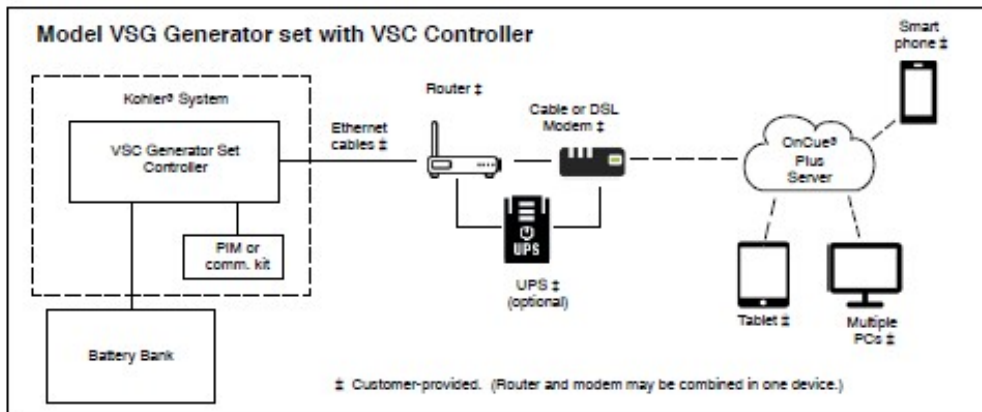 Model VSG Generator set with VSC Controller
Smart
phone ‡
Kohler® System
Router ‡
Cable or DSL
Modem ‡
Ethernet
cables ‡
VSC Generator Set
Controller
OnCue®
Plus
Server
PIM or
comm. kit
UPS
UPS ‡
(optional)
Tablet ‡
Multiple
PCs ‡
Battery Bank
‡ Customer-provided. (Router and modem may be combined in one device.)